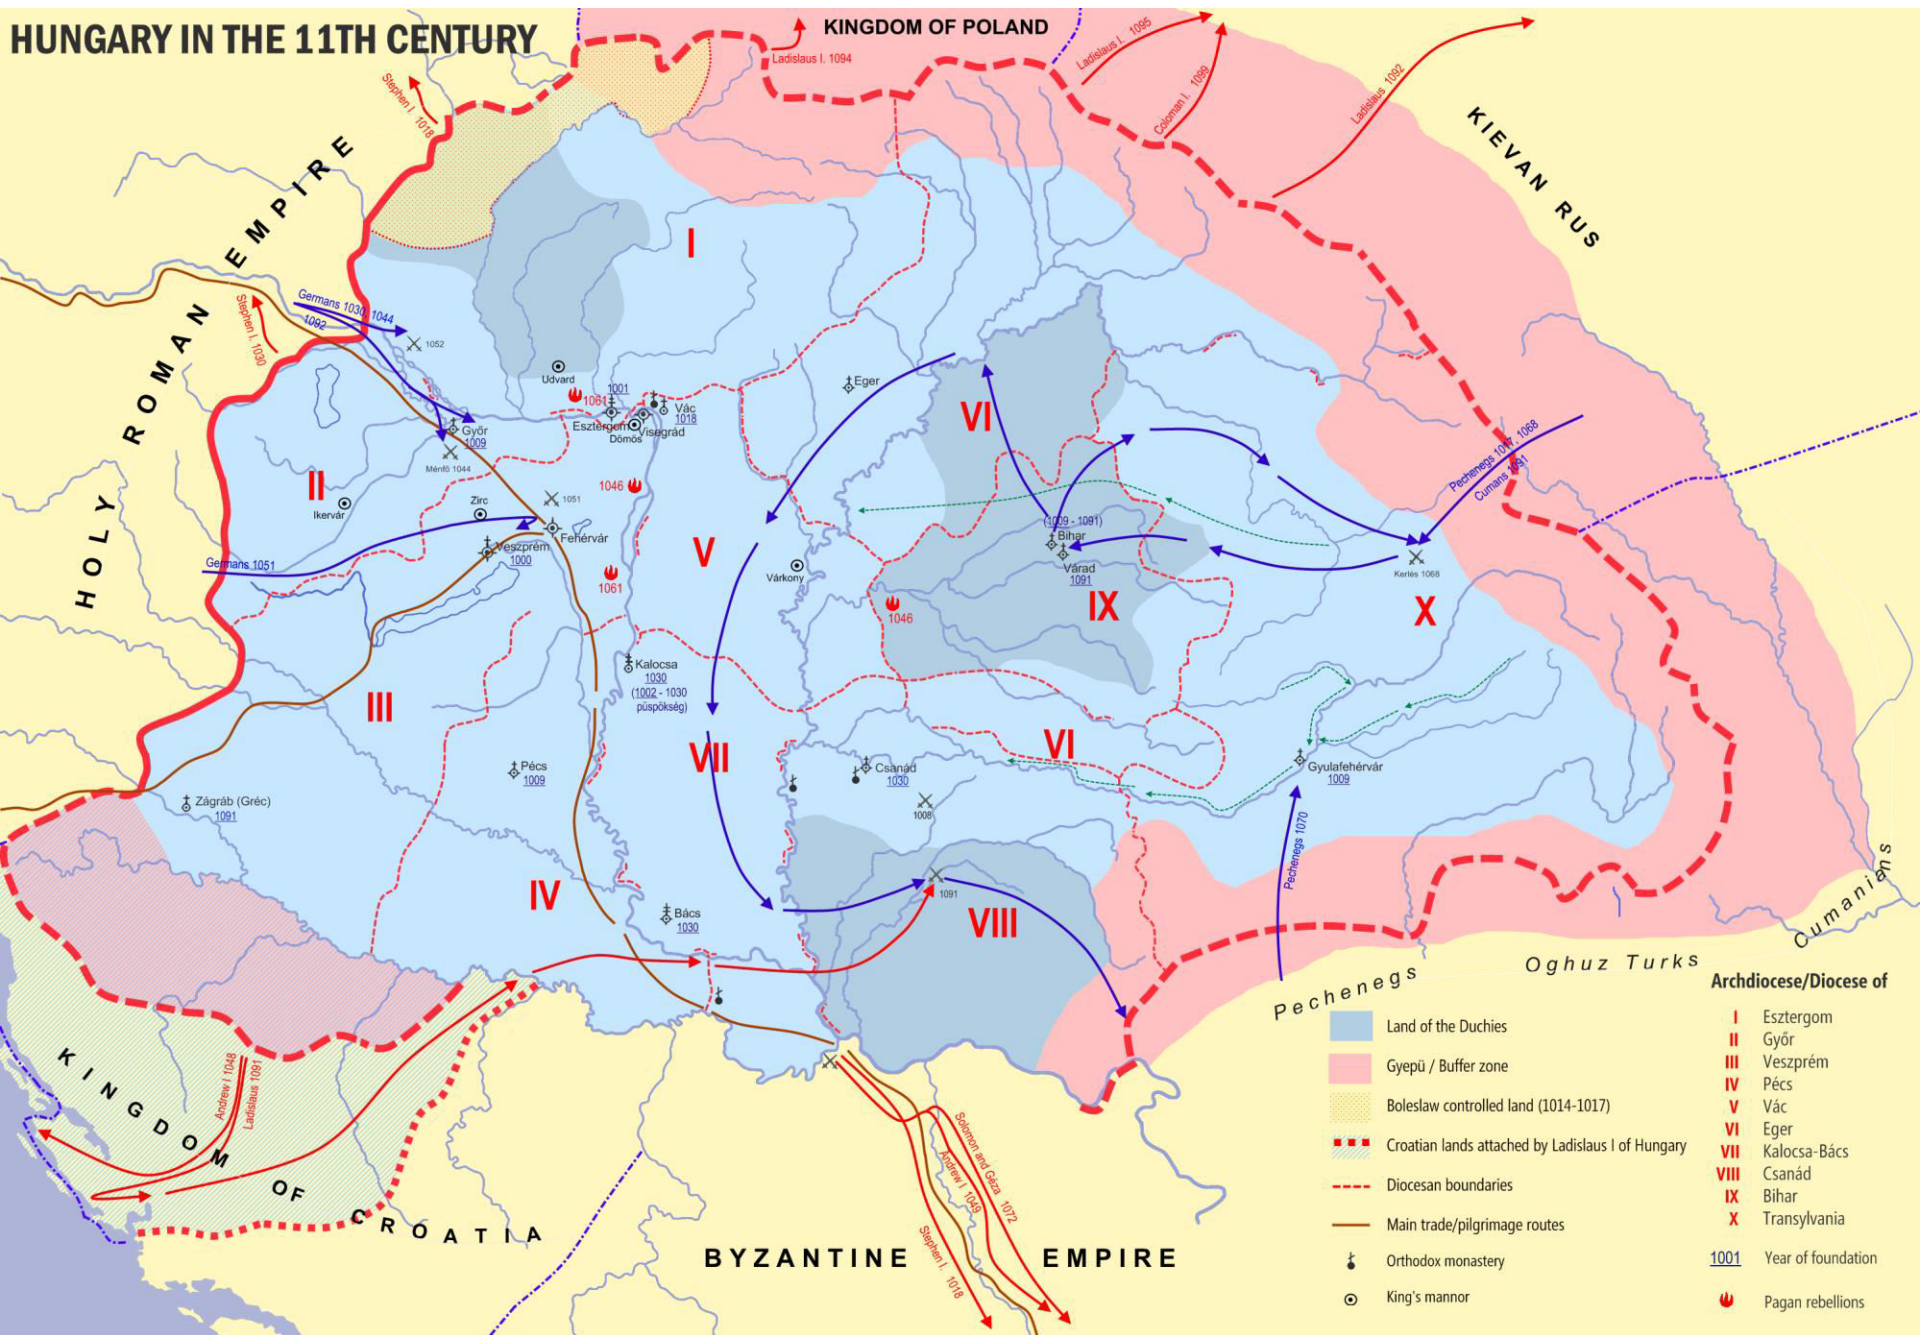 HUNGARY IN THE 11TH CENTURY
KINGDOM OF POLAND
Ladislaus I. 1094
Ladislaus I. 1095
Coloman I. 1099
Ladislaus 1092
KIEVAN RUS
Stephen I. 1018
HOLY ROMAN EMPIRE
Stephen I. 1030
Germans 1030, 1044
1092
1052
I
Udvard
1061
1001
Esztergom
Dömös
Visegrád
Vác
1018
Eger
Győr
1009
Ménfő 1044
II
Ikervár
Zirc
1051
Fehérvár
Veszprém
1000
Germans 1051
1046
1061
V
Várkony
VI
(1009 - 1091)
Bihar
Várad
1091
IX
1046
Pechenegs 1017, 1068
Cumans 1091
Kerlés 1068
X
Kalocsa
1030
(1002 - 1030
püspökség)
III
VII
VI
Pécs
1009
Csanád
1030
1008
Gyulafehérvár
1009
Zágráb (Gréc)
1091
IV
Bács
1030
1091
VIII
Pechenegs 1070
Pechenegs
Oghuz Turks
Cumanians
KINGDOM OF CROATIA
Andrew I 1048
Ladislaus 1091
BYZANTINE EMPIRE
Stephen I. 1018
Andrew I 1049
Solomon and Géza 1072
Land of the Duchies
Gyepü / Buffer zone
Boleslaw controlled land (1014-1017)
Croatian lands attached by Ladislaus I of Hungary
Diocesan boundaries
Main trade/pilgrimage routes
Orthodox monastery
King's mannor
Archdiocese/Diocese of
I Esztergom
II Győr
III Veszprém
IV Pécs
V Vác
VI Eger
VII Kalocsa-Bács
VIII Csanád
IX Bihar
X Transylvania
1001 Year of foundation
Pagan rebellions